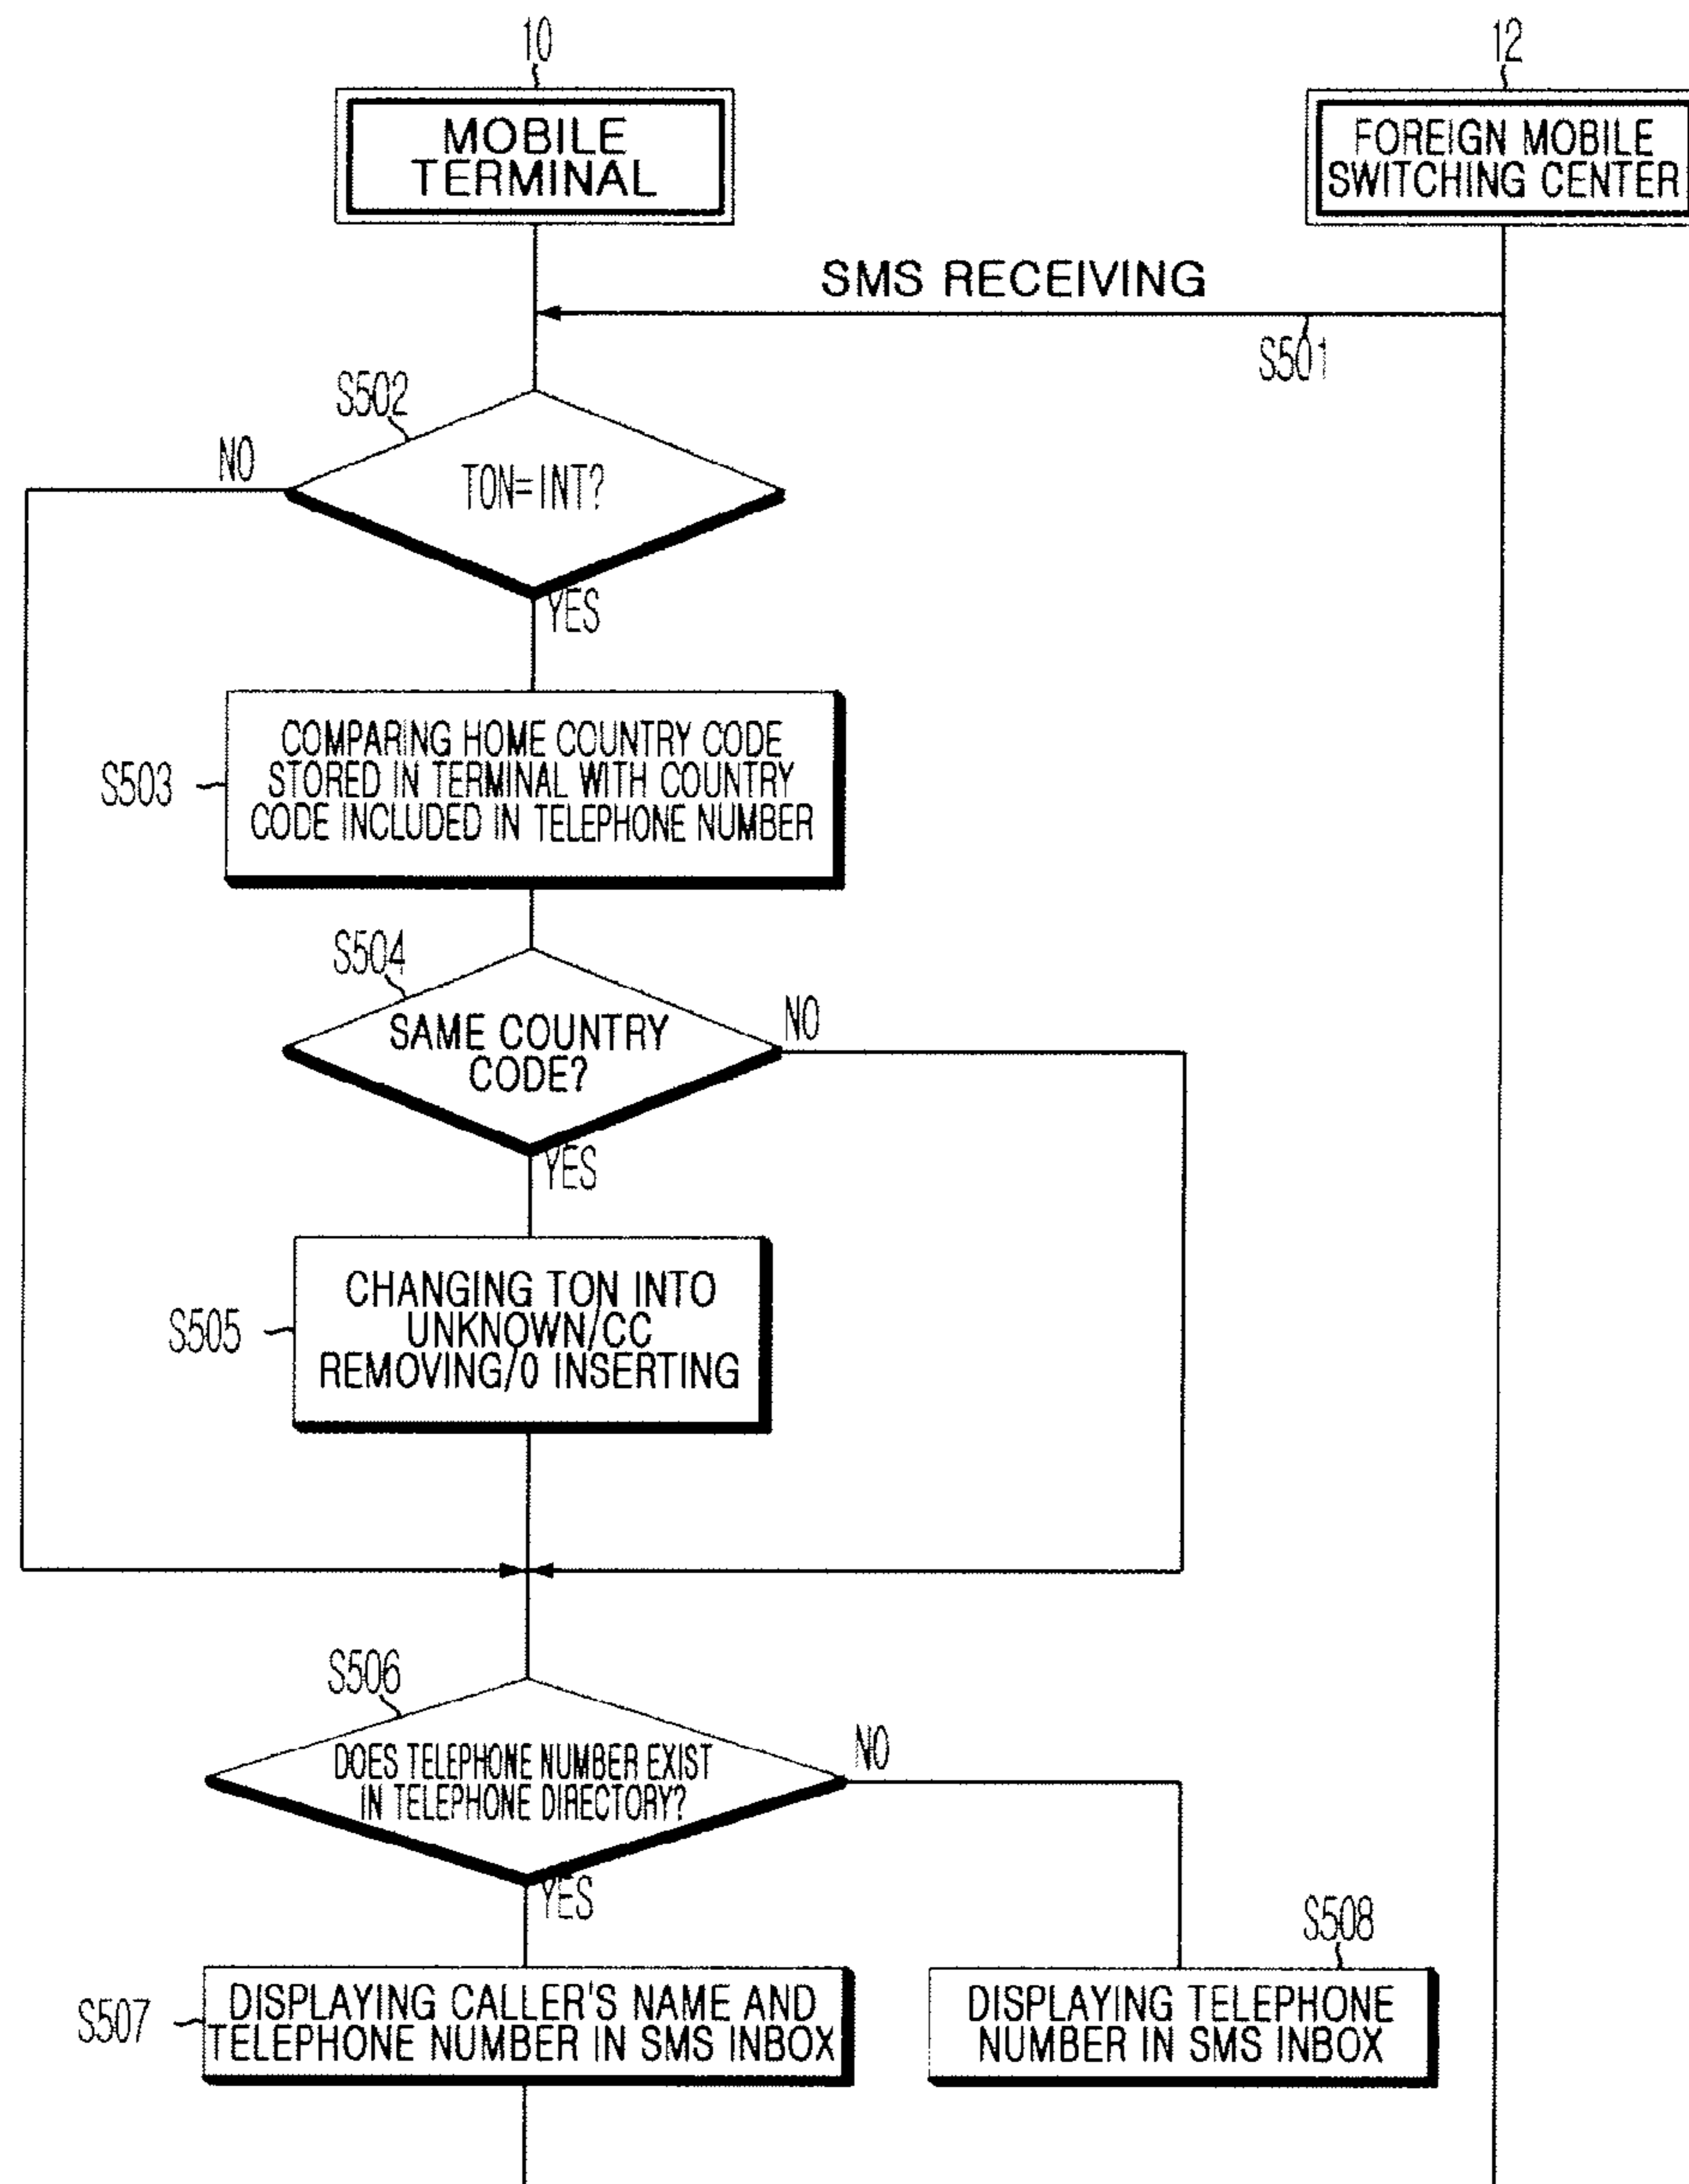 10
12
MOBILE
TERMINAL
FOREIGN MOBILE
SWITCHING CENTER
SMS RECEIVING
S501
S502
NO
TON=INT?
YES
S503
COMPARING HOME COUNTRY CODE
STORED IN TERMINAL WITH COUNTRY
CODE INCLUDED IN TELEPHONE NUMBER
S504
NO
SAME COUNTRY
CODE?
YES
S505
CHANGING TON INTO
UNKNOWN/CC
REMOVING/0 INSERTING
S506
NO
DOES TELEPHONE NUMBER EXIST
IN TELEPHONE DIRECTORY?
YES
S508
S507
DISPLAYING CALLER'S NAME AND
TELEPHONE NUMBER IN SMS INBOX
DISPLAYING TELEPHONE
NUMBER IN SMS INBOX